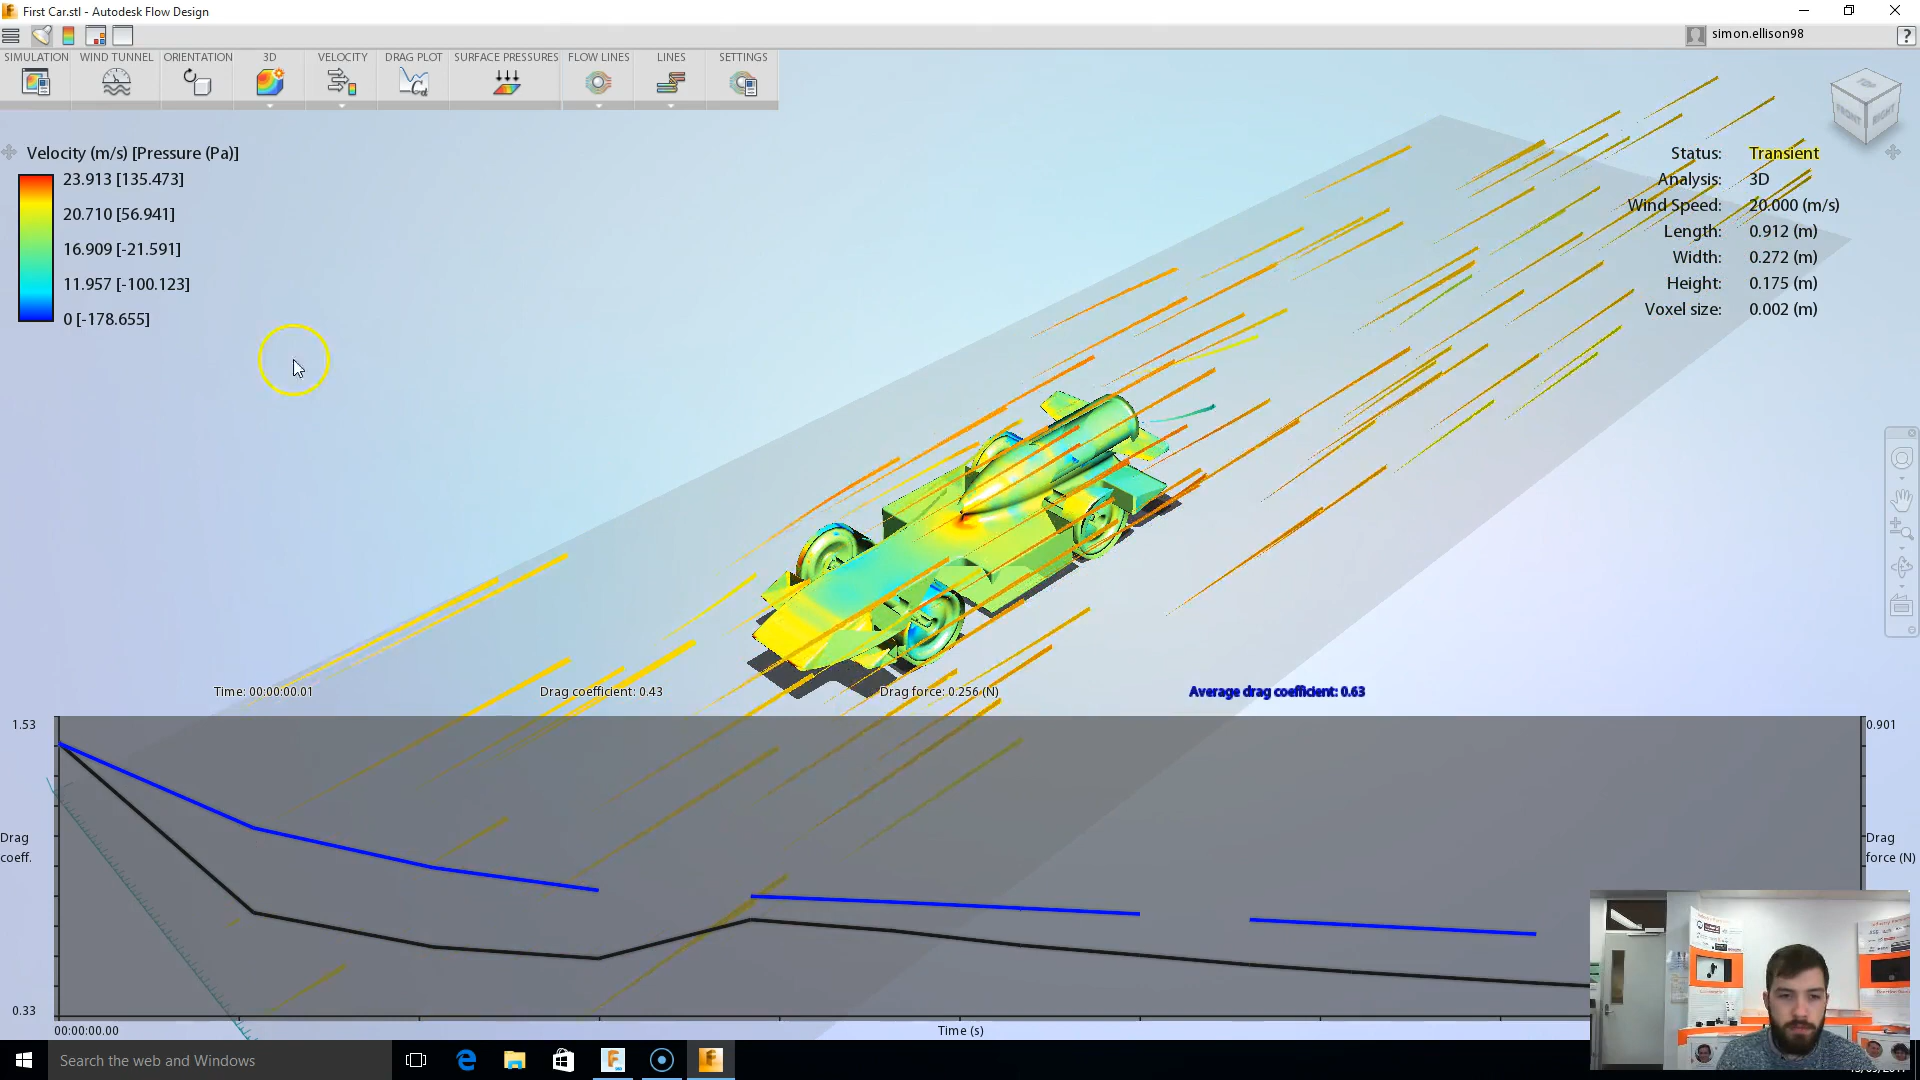 First Car.stl - Autodesk Flow Design
simon.ellison98
?
SIMULATION WIND TUNNEL ORIENTATION 3D VELOCITY DRAG PLOT SURFACE PRESSURES FLOW LINES LINES SETTINGS
Velocity (m/s) [Pressure (Pa)]
23.913 [135.473]
20.710 [56.941]
16.909 [-21.591]
11.957 [-100.123]
0 [-178.655]
TOP
FRONT RIGHT
Status: Transient
Analysis: 3D
Wind Speed: 20.000 (m/s)
Length: 0.912 (m)
Width: 0.272 (m)
Height: 0.175 (m)
Voxel size: 0.002 (m)
Time: 00:00:00.01 Drag coefficient: 0.43 Drag force: 0.256 (N) Average drag coefficient: 0.63
1.53
0.901
Drag
coeff.
Drag
force (N)
0.33
00:00:00.00
Time (s)
Search the web and Windows